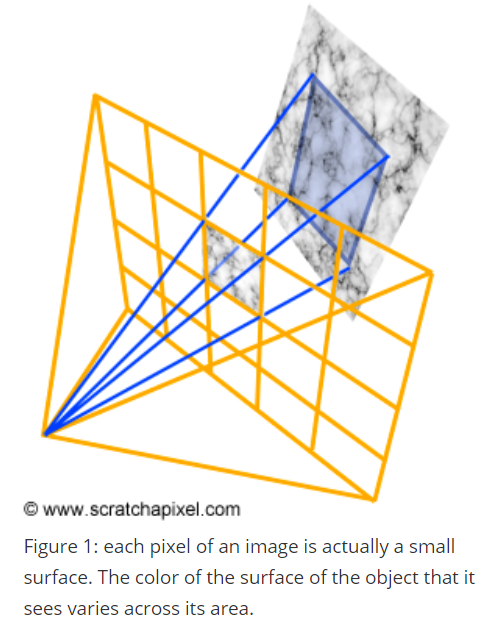 © www.scratchapixel.com
Figure 1: each pixel of an image is actually a small
surface. The color of the surface of the object that it
sees varies across its area.